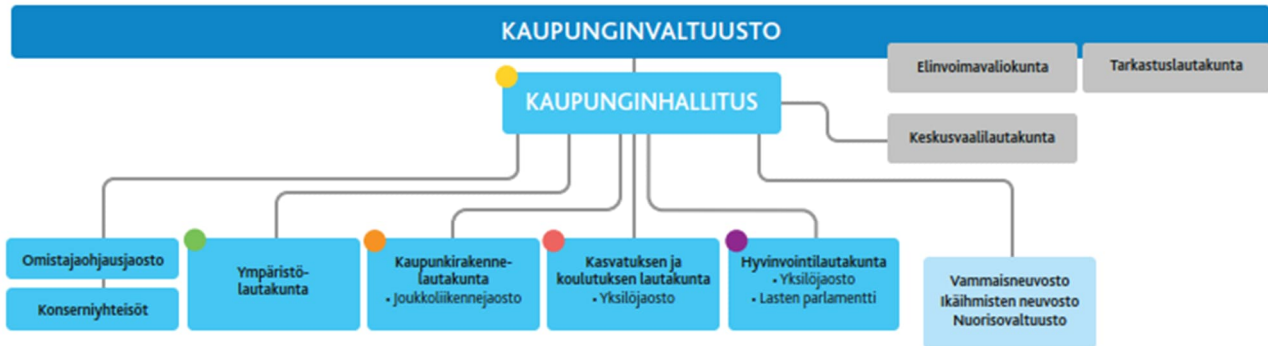 KAUPUNGINVALTUUSTO
Elinvoimavaliokunta
Tarkastuslautakunta
KAUPUNGINHALLITUS
Keskusvaalilautakunta
Omistajaohjausjaosto
Konserniyhteisöt
Ympäristö-
lautakunta
Kaupunkirakenne-
lautakunta
• Joukkoliikennejaosto
Kasvatuksen ja
koulutuksen lautakunta
• Yksilöjaosto
Hyvinvointilautakunta
• Yksilöjaosto
• Lasten parlamentti
Vammaisneuvosto
Ikäihmisten neuvosto
Nuorisovaltuusto